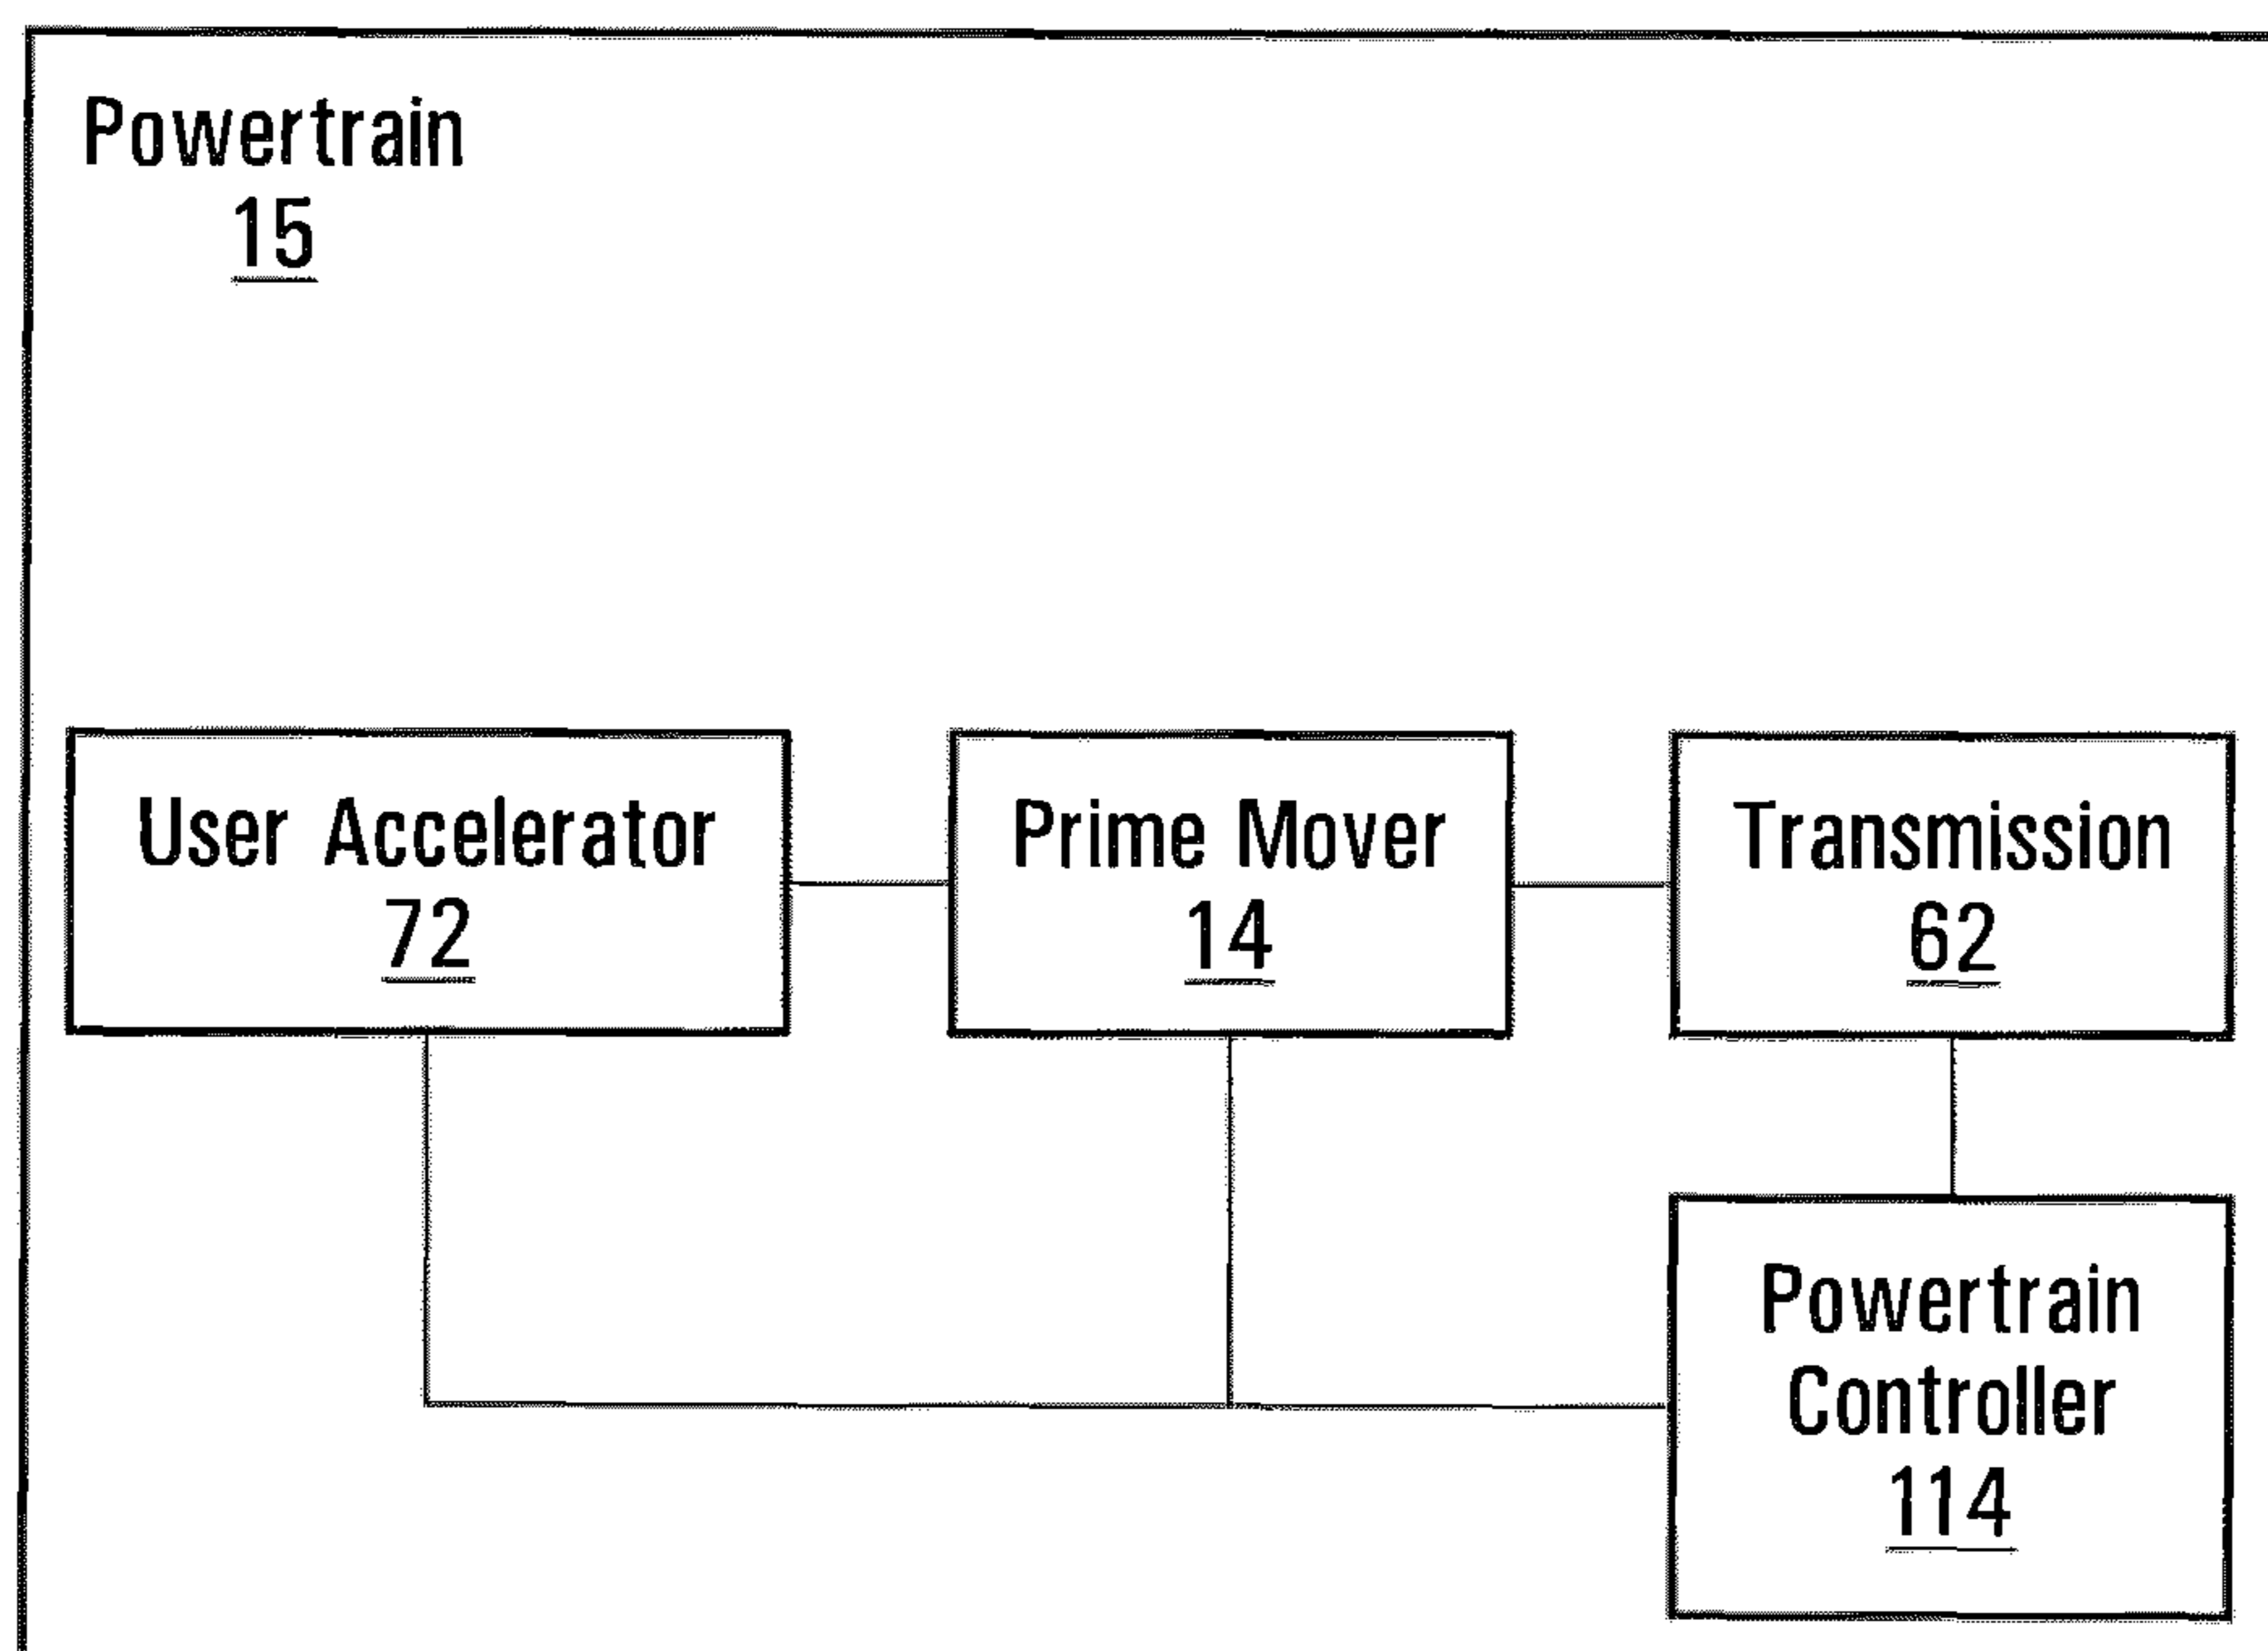 Powertrain
15
User Accelerator
72
Prime Mover
14
Transmission
62
Powertrain
Controller
114